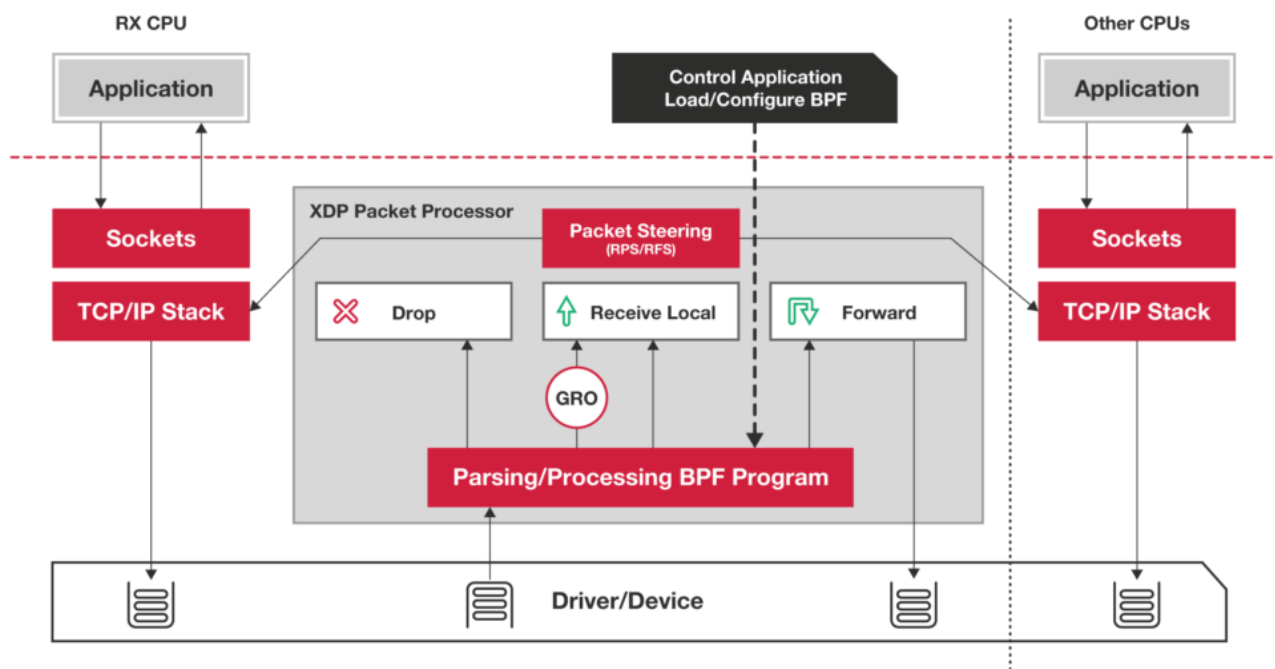 RX CPU
Other CPUs
Application
Control Application
Load/Configure BPF
Application
XDP Packet Processor
Sockets
Packet Steering
(RPS/RFS)
Sockets
TCP/IP Stack
Drop
Receive Local
Forward
TCP/IP Stack
GRO
Parsing/Processing BPF Program
Driver/Device